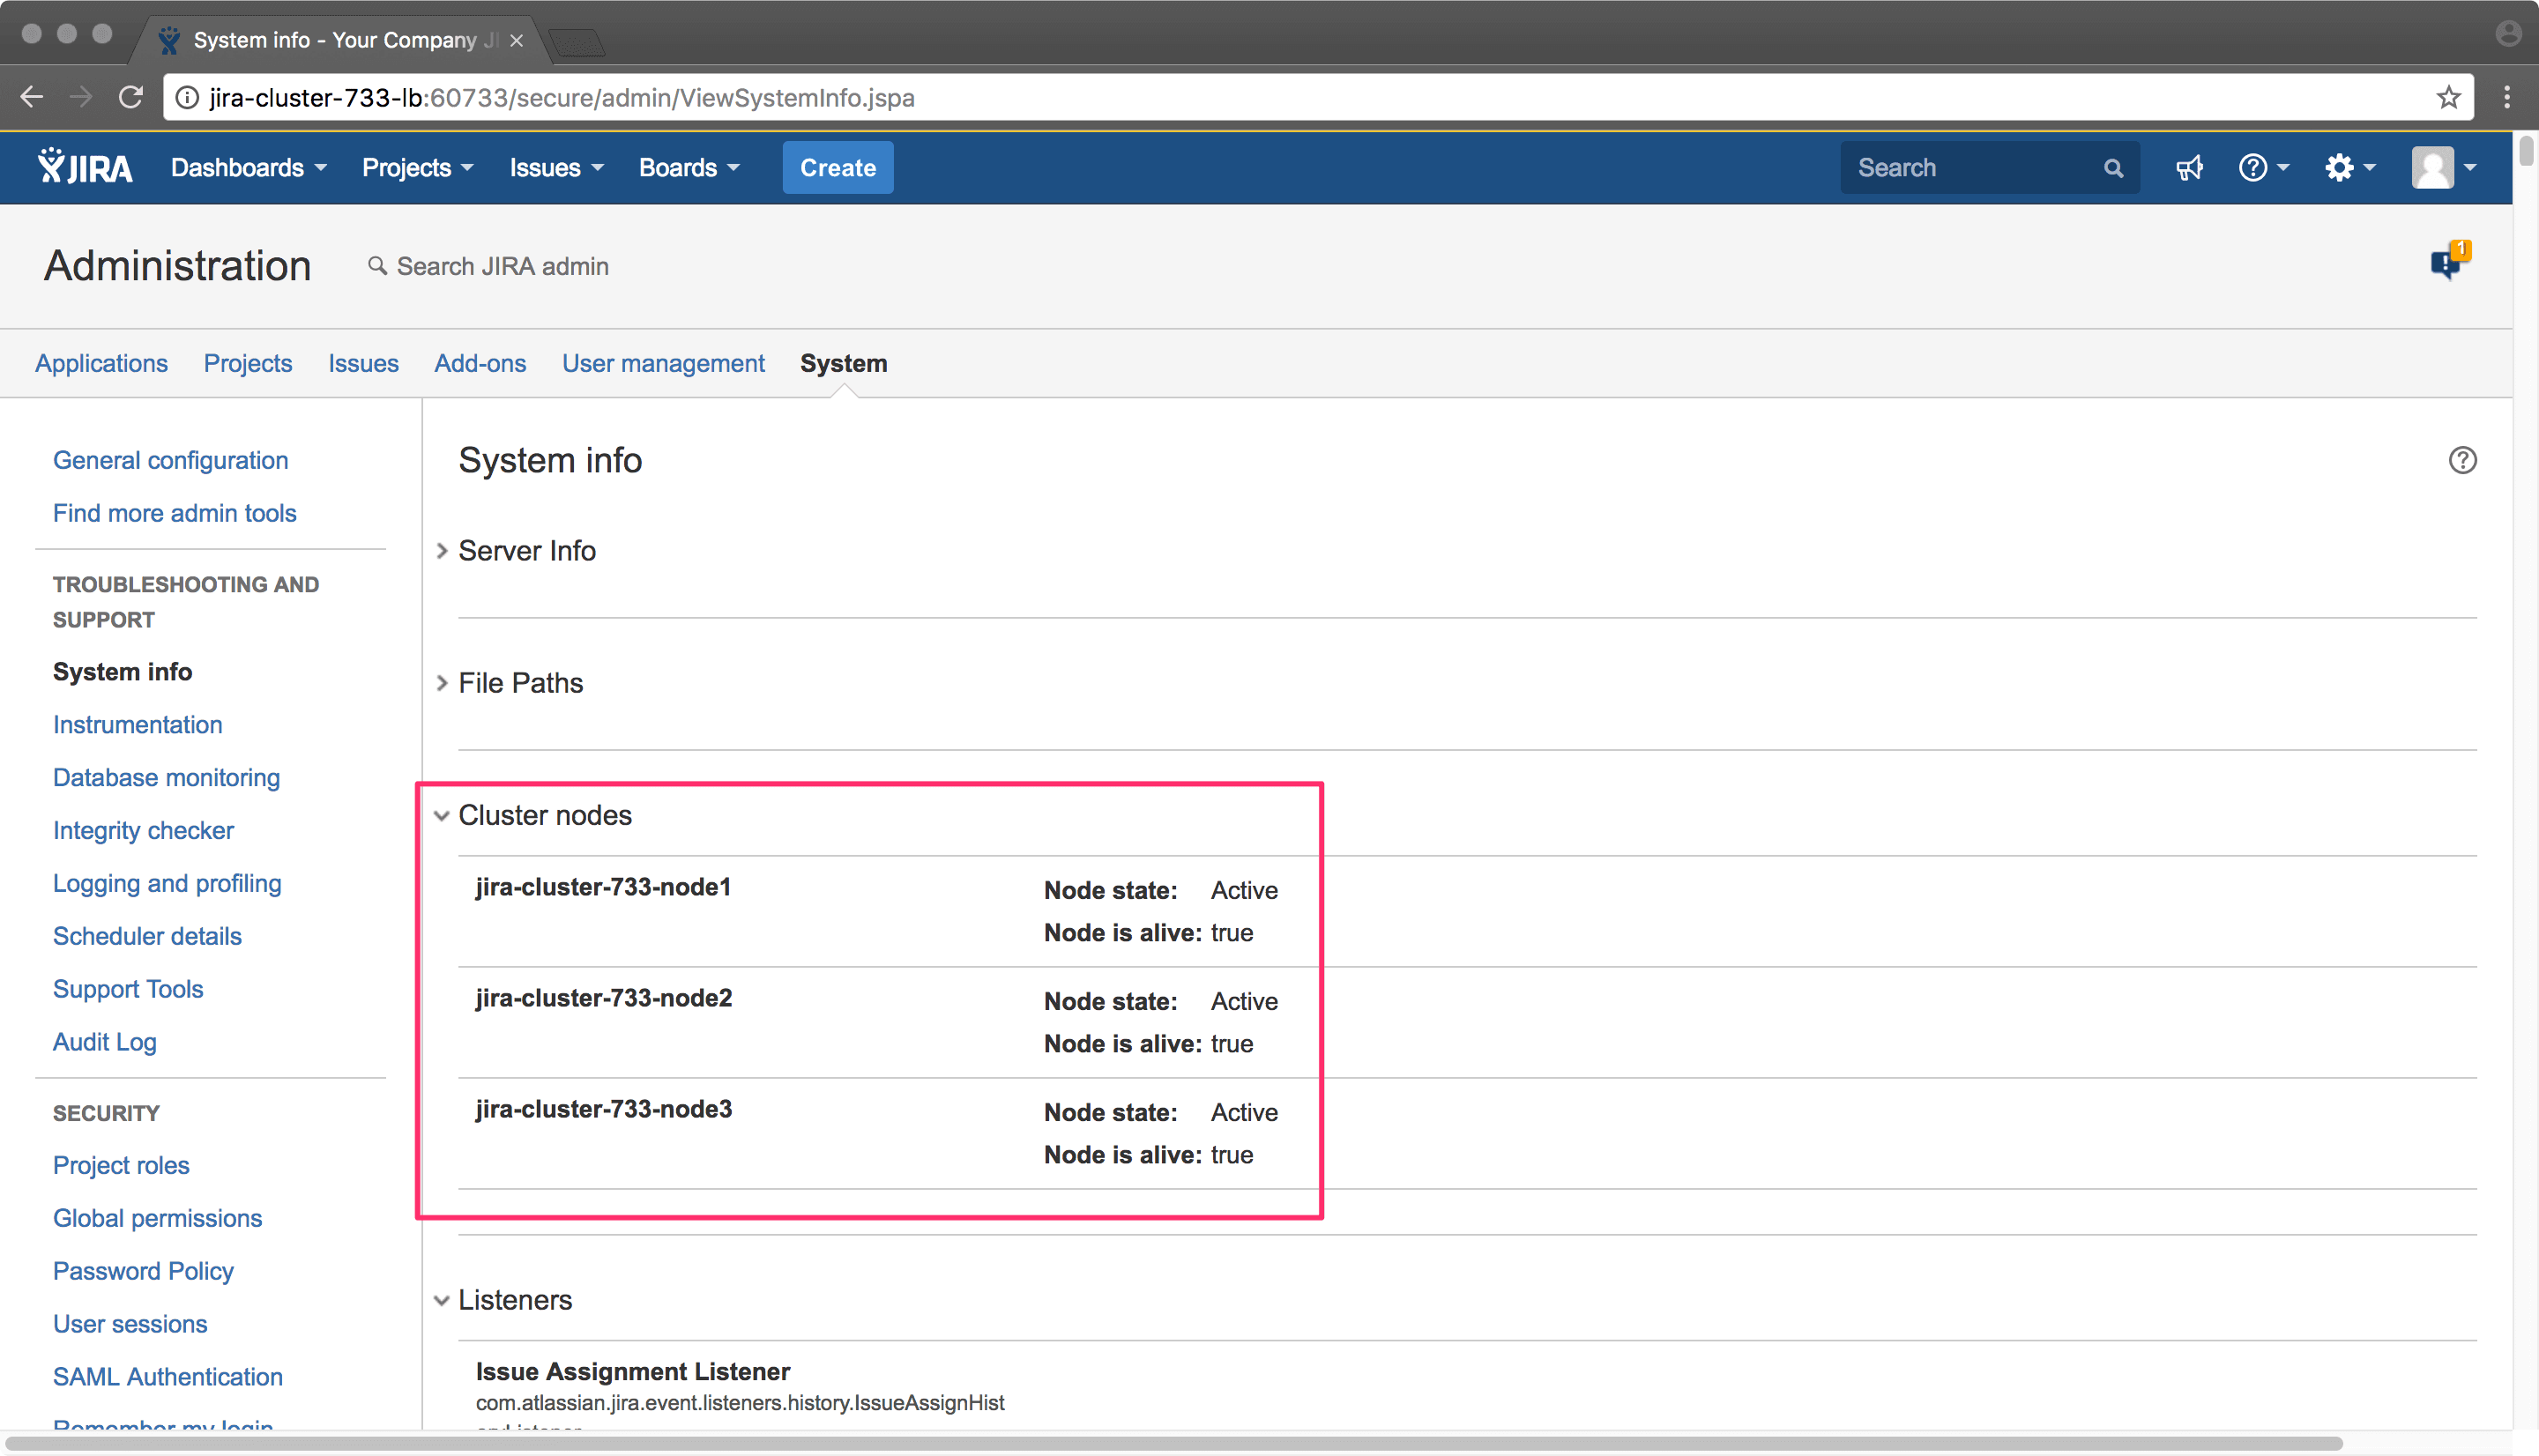 System info - Your Company JI
jira-cluster-733-lb:60733/secure/admin/ViewSystemInfo.jspa
JIRA Dashboards Projects Issues Boards Create Search
Administration Search JIRA admin 1
Applications Projects Issues Add-ons User management System
General configuration
Find more admin tools
TROUBLESHOOTING AND
SUPPORT
System info
Instrumentation
Database monitoring
Integrity checker
Logging and profiling
Scheduler details
Support Tools
Audit Log
SECURITY
Project roles
Global permissions
Password Policy
User sessions
SAML Authentication
Remember my login
System info
Server Info
File Paths
Cluster nodes
jira-cluster-733-node1 Node state: Active
Node is alive: true
jira-cluster-733-node2 Node state: Active
Node is alive: true
jira-cluster-733-node3 Node state: Active
Node is alive: true
Listeners
Issue Assignment Listener
com.atlassian.jira.event.listeners.history.IssueAssignHist